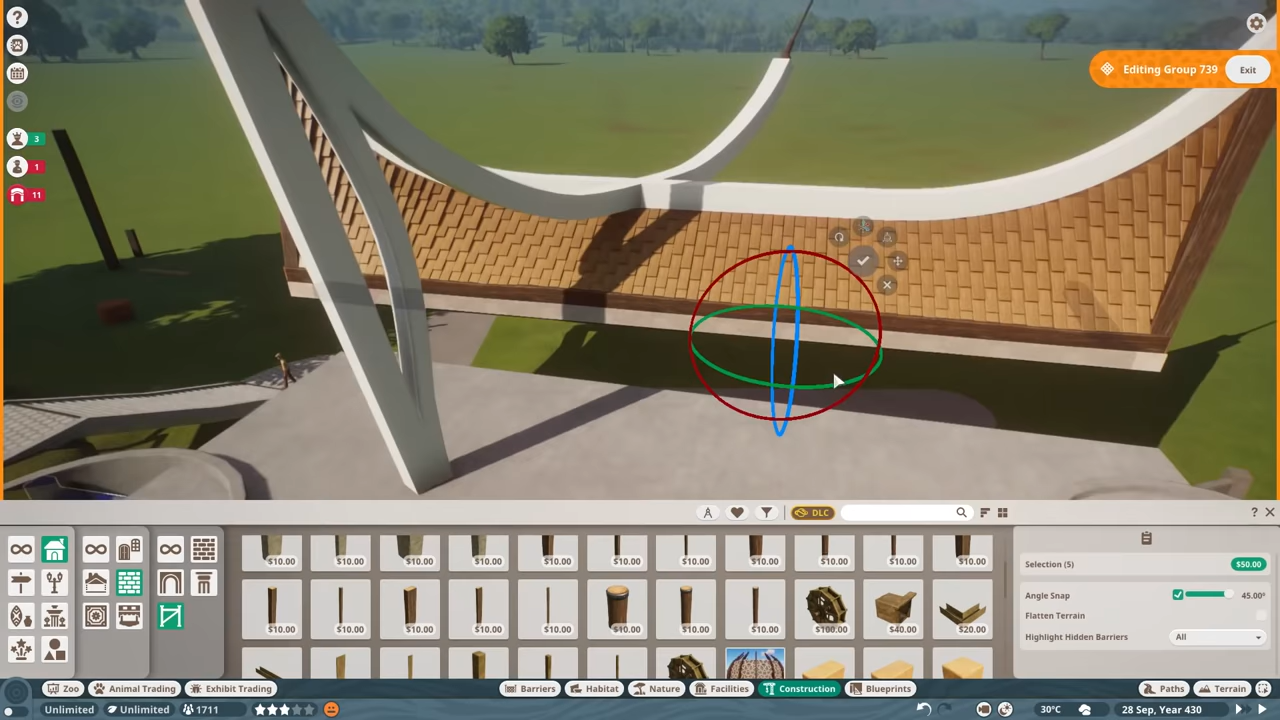 ?
3
1
11
Editing Group 739 Exit
DLC
? ×
$10.00 $10.00 $10.00 $10.00 $10.00 $10.00 $10.00 $10.00 $10.00 $10.00 $10.00
$10.00 $10.00 $10.00 $10.00 $10.00 $10.00 $10.00 $10.00 $100.00 $40.00 $20.00
Selection (5) $50.00
Angle Snap 45.00°
Flatten Terrain
Highlight Hidden Barriers All
Zoo Animal Trading Exhibit Trading Barriers Habitat Nature Facilities Construction Blueprints Paths Terrain
Unlimited Unlimited 1711 30°C 28 Sep, Year 430